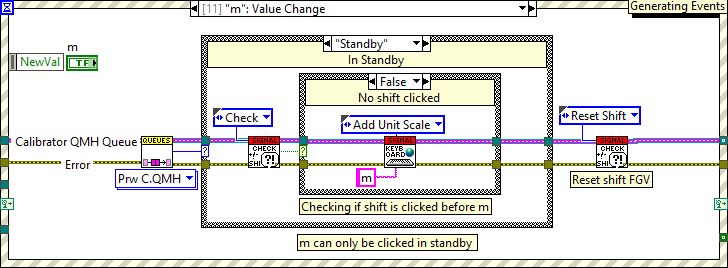 [11] "m": Value Change
Generating Events
m
NewVal
TF
"Standby"
In Standby
False
No shift clicked
Check
Add Unit Scale
Reset Shift
Calibrator QMH Queue
QUEUES
Error
Prw C.QMH
CHECK
+/-
SHI
?!
KEYB
OARD
m
CHECK
+/-
SHI
?!
Reset shift FGV
Checking if shift is clicked before m
m can only be clicked in standby